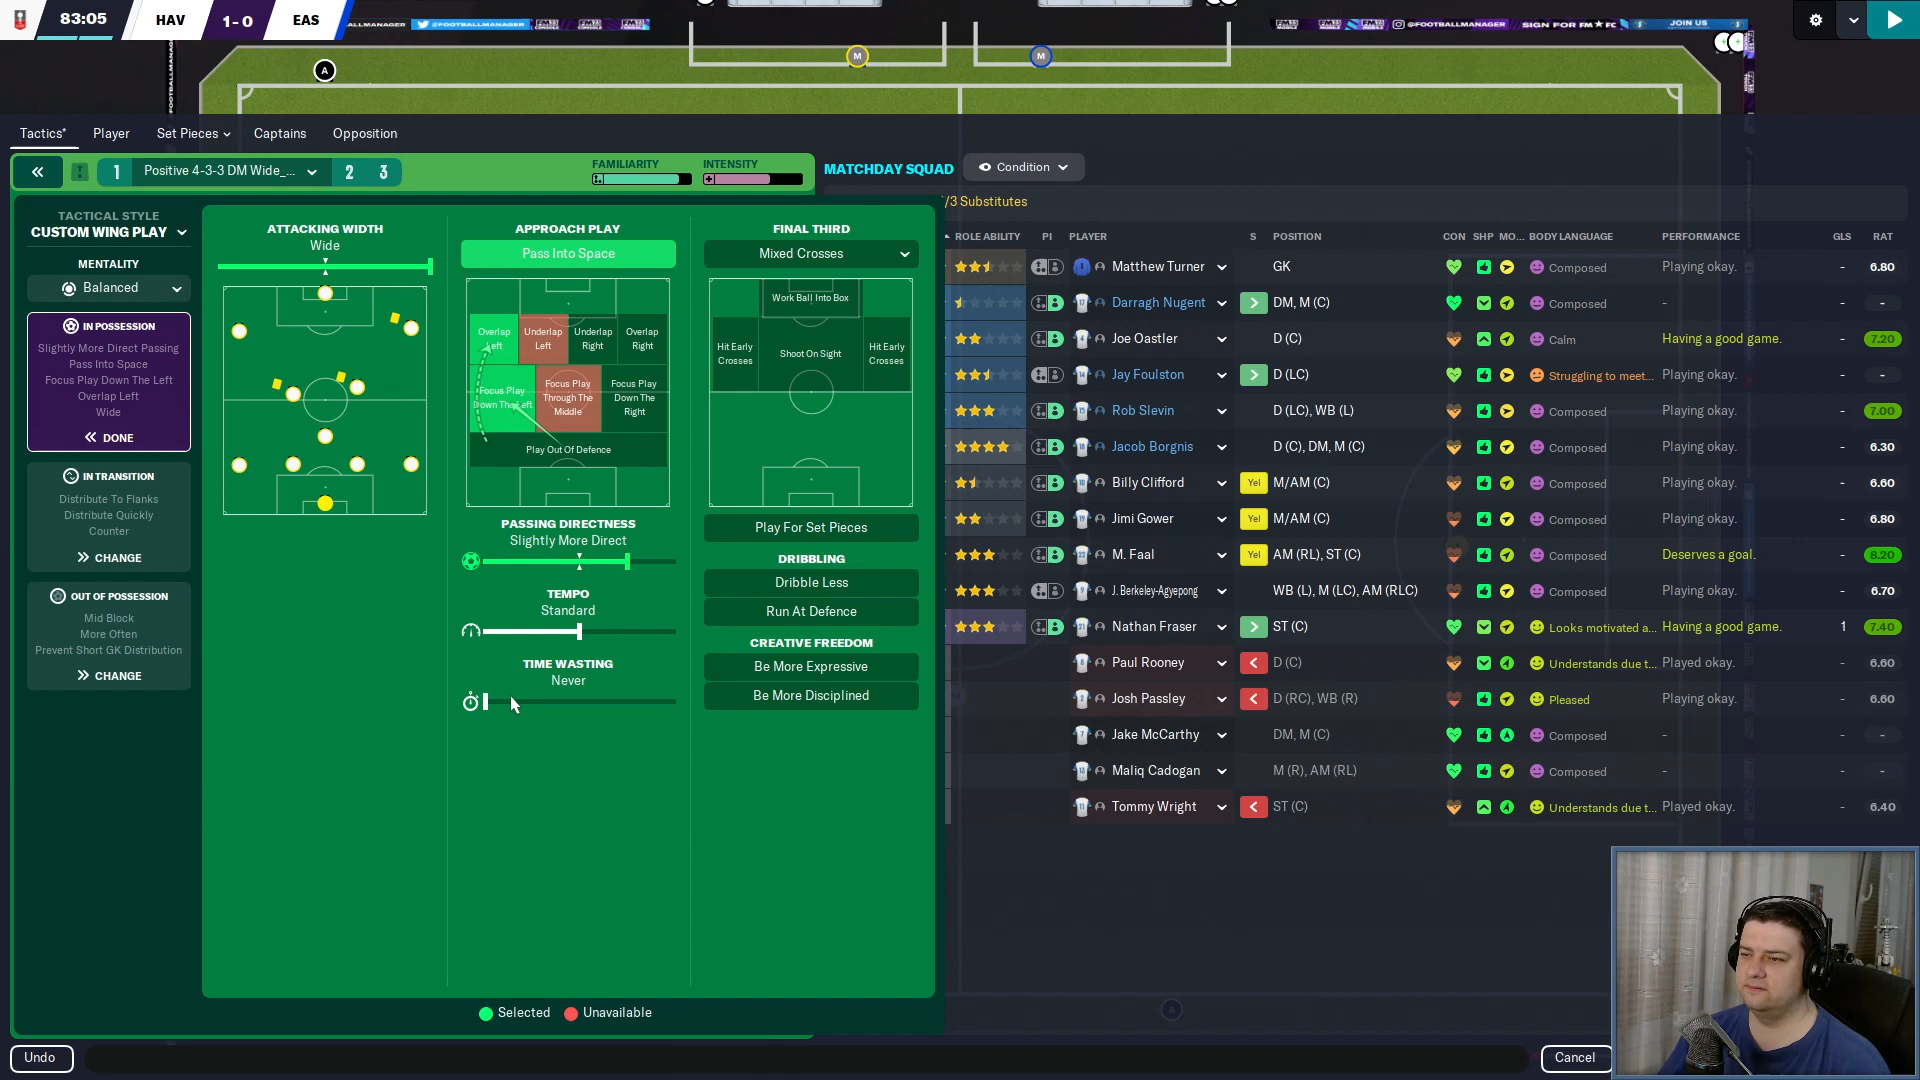 83:05 HAV 1 - 0 EAS
@FOOTBALLMANAGER
@FOOTBALLMANAGER
SIGN FOR FM
JOIN US
A
M
M
Tactics* Player Set Pieces Captains Opposition
1 Positive 4-3-3 DM Wide_... 2 3
FAMILIARITY
INTENSITY
MATCHDAY SQUAD
Condition
/3 Substitutes
TACTICAL STYLE
CUSTOM WING PLAY
MENTALITY
Balanced
IN POSSESSION
Slightly More Direct Passing
Pass Into Space
Focus Play Down The Left
Overlap Left
Wide
DONE
IN TRANSITION
Distribute To Flanks
Distribute Quickly
Counter
CHANGE
OUT OF POSSESSION
Mid Block
More Often
Prevent Short GK Distribution
CHANGE
ATTACKING WIDTH
Wide
APPROACH PLAY
Pass Into Space
Overlap Left
Underlap Left
Underlap Right
Overlap Right
Focus Play Down The Left
Focus Play Through The Middle
Focus Play Down The Right
Play Out Of Defence
PASSING DIRECTNESS
Slightly More Direct
TEMPO
Standard
TIME WASTING
Never
FINAL THIRD
Mixed Crosses
Work Ball Into Box
Hit Early Crosses
Shoot On Sight
Hit Early Crosses
Play For Set Pieces
DRIBBLING
Dribble Less
Run At Defence
CREATIVE FREEDOM
Be More Expressive
Be More Disciplined
Selected Unavailable
ROLE ABILITY PI PLAYER S POSITION CON SHP MO... BODY LANGUAGE PERFORMANCE GLS RAT
Matthew Turner GK Composed Playing okay. - 6.80
Darragh Nugent DM, M (C) Composed - - -
Joe Oastler D (C) Calm Having a good game. - 7.20
Jay Foulston D (LC) Struggling to meet... Playing okay. - -
Rob Slevin D (LC), WB (L) Composed Playing okay. - 7.00
Jacob Borgnis D (C), DM, M (C) Composed Playing okay. - 6.30
Billy Clifford Yel M/AM (C) Composed Playing okay. - 6.60
Jimi Gower Yel M/AM (C) Composed Playing okay. - 6.80
M. Faal Yel AM (RL), ST (C) Composed Deserves a goal. - 8.20
J. Berkeley-Agyepong WB (L), M (LC), AM (RLC) Composed Playing okay. - 6.70
Nathan Fraser ST (C) Looks motivated a... Having a good game. 1 7.40
Paul Rooney D (C) Understands due t... Played okay. - 6.60
Josh Passley D (RC), WB (R) Pleased Playing okay. - 6.60
Jake McCarthy DM, M (C) Composed - - -
Maliq Cadogan M (R), AM (RL) Composed - - -
Tommy Wright ST (C) Understands due t... Played okay. - 6.40
Undo
Cancel